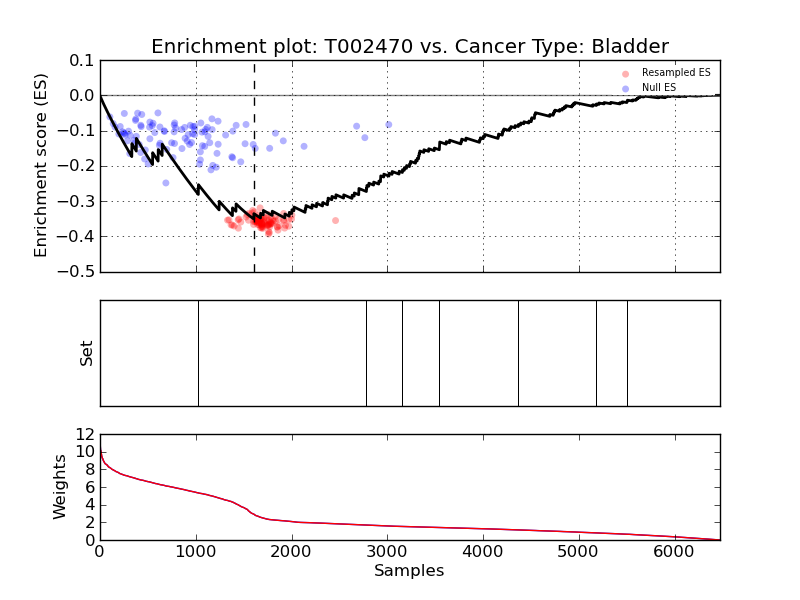 Enrichment plot: T002470 vs. Cancer Type: Bladder
Enrichment score (ES)
0.1
0.0
−0.1
−0.2
−0.3
−0.4
−0.5
Resampled ES
Null ES
Set
Weights
12
10
8
6
4
2
0
0 1000 2000 3000 4000 5000 6000
Samples